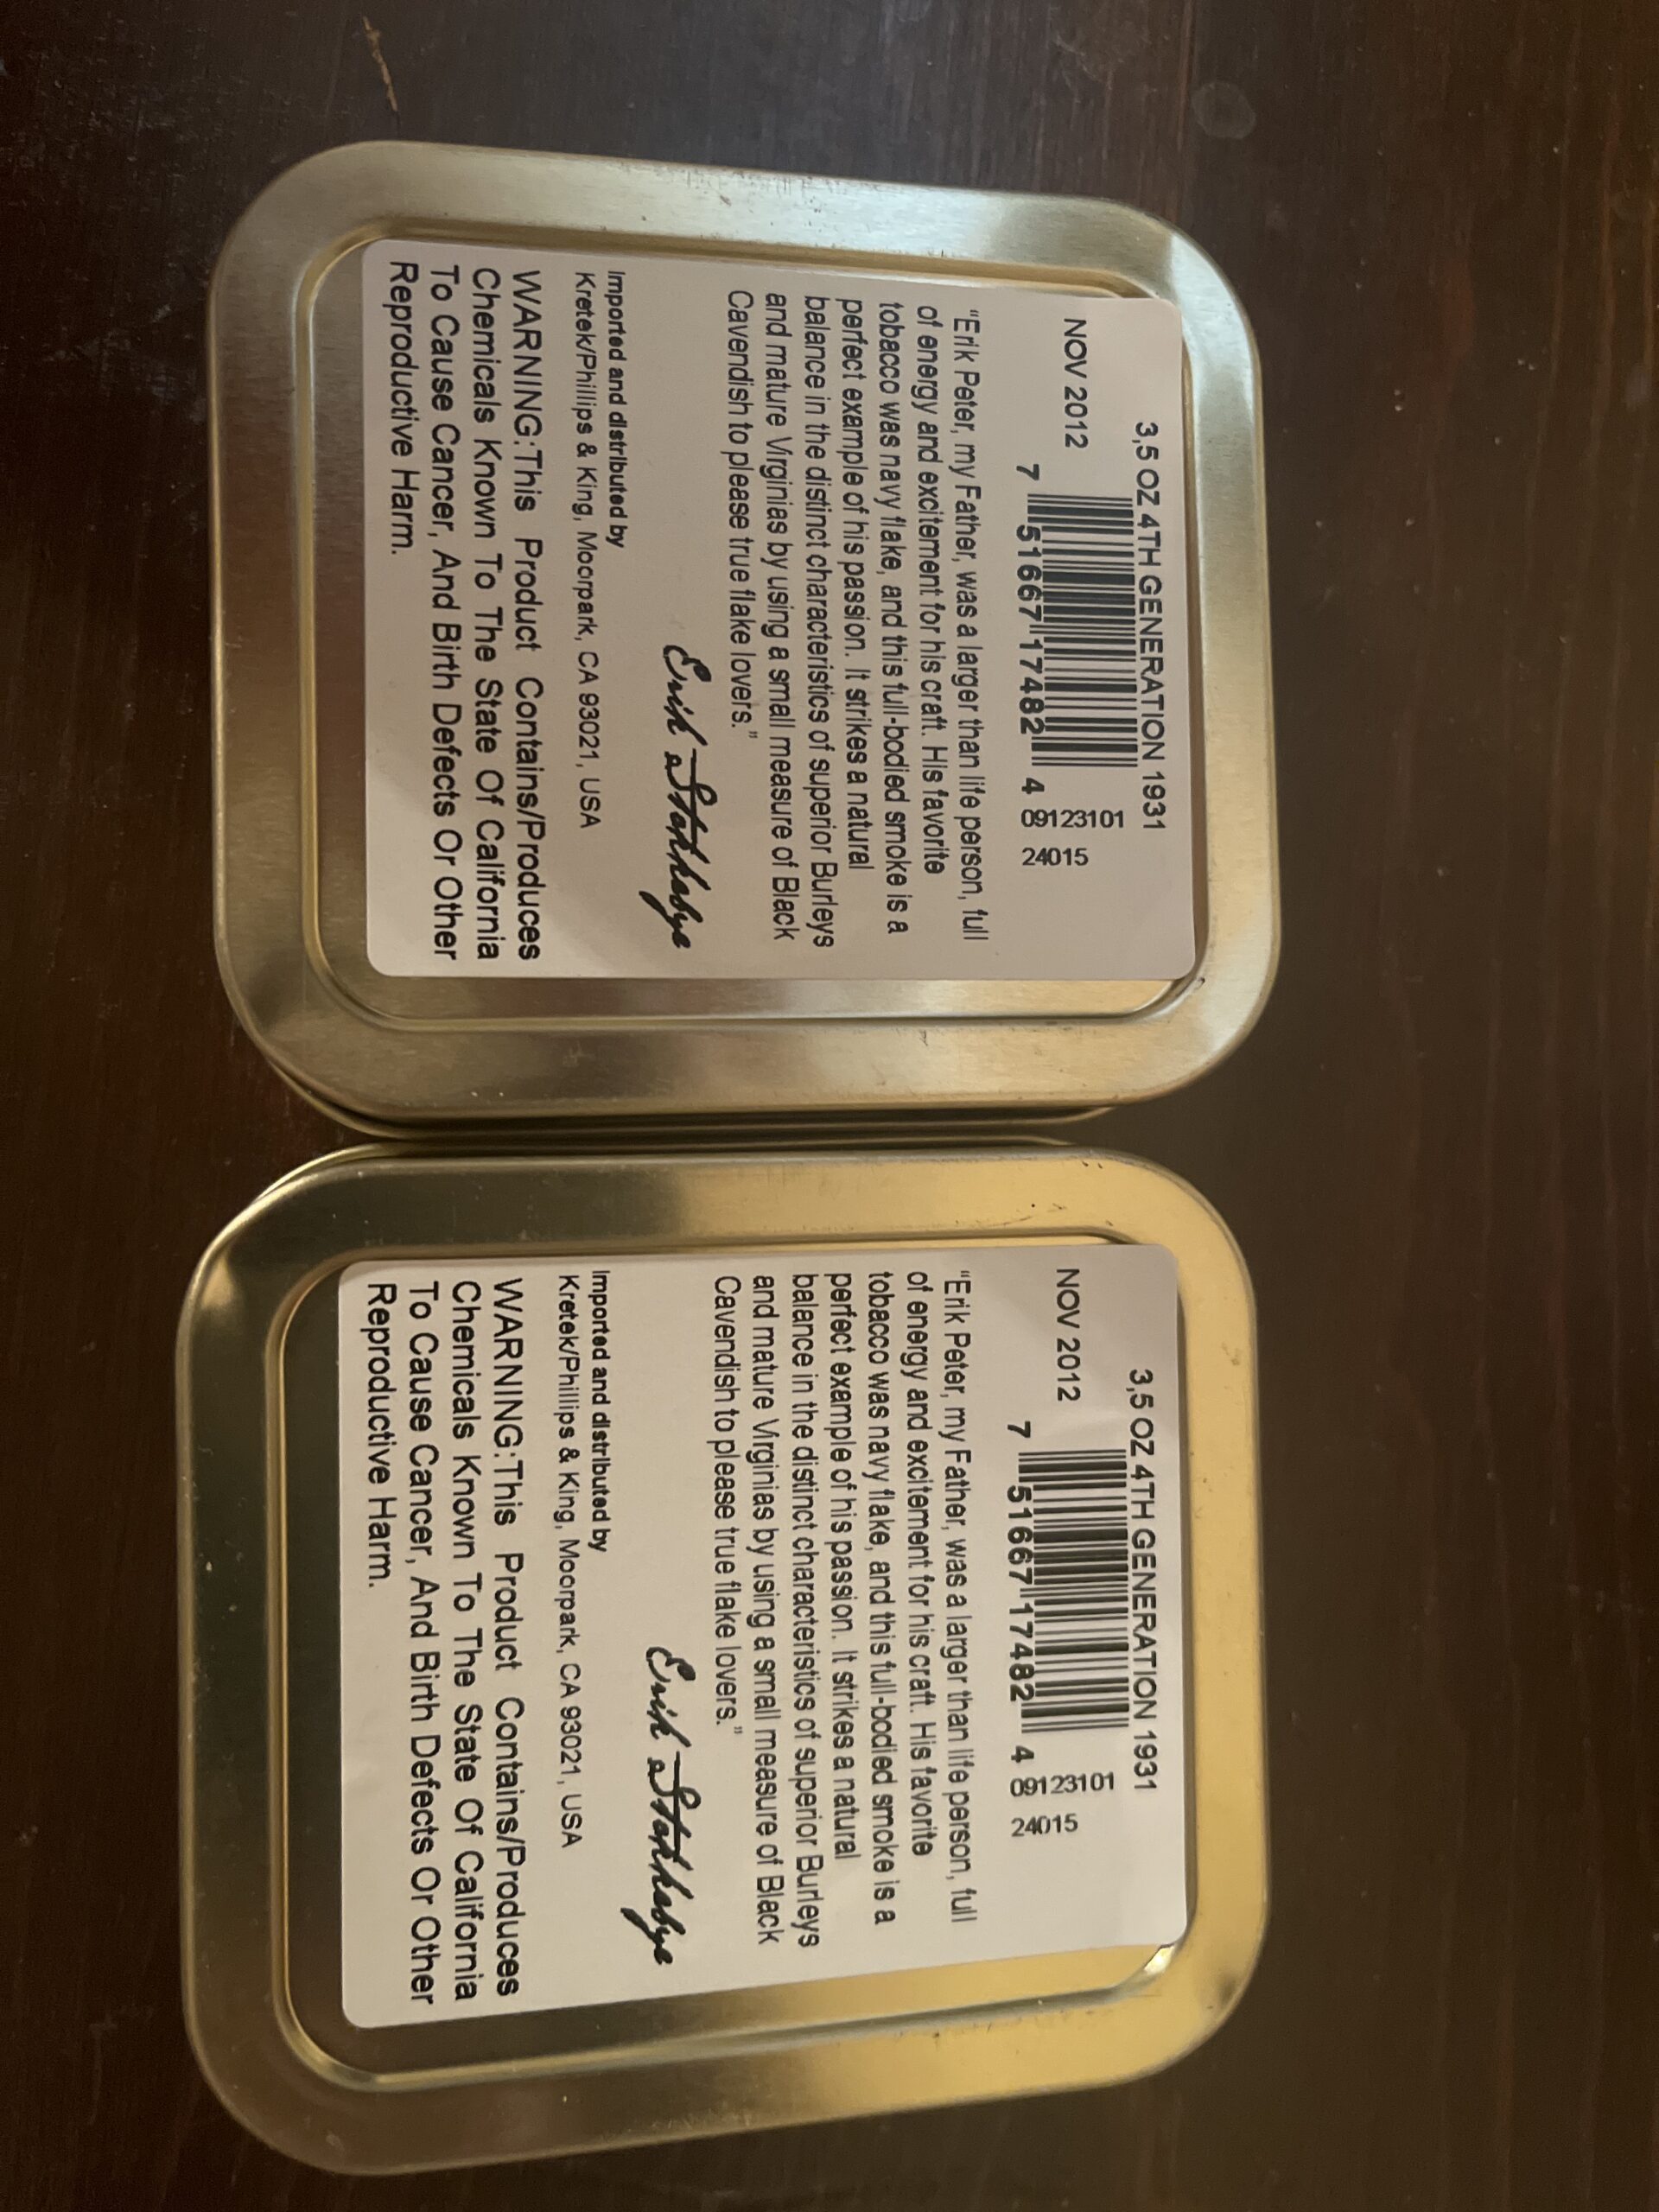 3,5 OZ 4TH GENERATION 1931
NOV 2012
7 51667 17482 4
89123101
24015
"Erik Peter, my Father, was a larger than life person, full
of energy and excitement for his craft. His favorite
tobacco was navy flake, and this full-bodied smoke is a
perfect example of his passion. It strikes a natural
balance in the distinct characteristics of superior Burleys
and mature Virginias by using a small measure of Black
Cavendish to please true flake lovers."
Erik Stokkebye
Imported and distributed by
Kretek/Phillips & King, Moorpark, CA 93021, USA
WARNING:This Product Contains/Produces
Chemicals Known To The State Of California
To Cause Cancer, And Birth Defects Or Other
Reproductive Harm.
3,5 OZ 4TH GENERATION 1931
NOV 2012
7 51667 17482 4
89123101
24015
"Erik Peter, my Father, was a larger than life person, full
of energy and excitement for his craft. His favorite
tobacco was navy flake, and this full-bodied smoke is a
perfect example of his passion. It strikes a natural
balance in the distinct characteristics of superior Burleys
and mature Virginias by using a small measure of Black
Cavendish to please true flake lovers."
Erik Stokkebye
Imported and distributed by
Kretek/Phillips & King, Moorpark, CA 93021, USA
WARNING:This Product Contains/Produces
Chemicals Known To The State Of California
To Cause Cancer, And Birth Defects Or Other
Reproductive Harm.